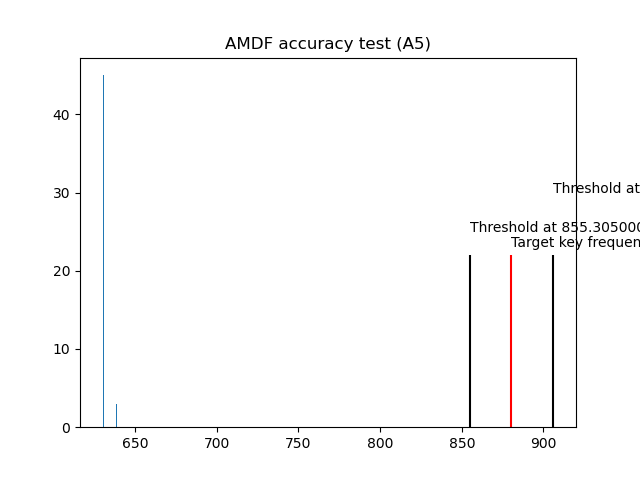 AMDF accuracy test (A5)
40
30
20
10
0
Threshold at
Threshold at 855.305000
Target key frequen
650
700
750
800
850
900